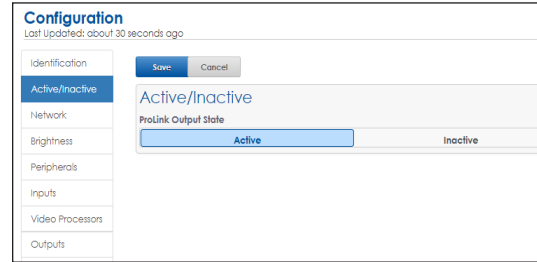 Configuration
Last Updated: about 30 seconds ago
Identification
Active/Inactive
Network
Brightness
Peripherals
Inputs
Video Processors
Outputs
Save Cancel
Active/Inactive
ProLink Output State
Active Inactive